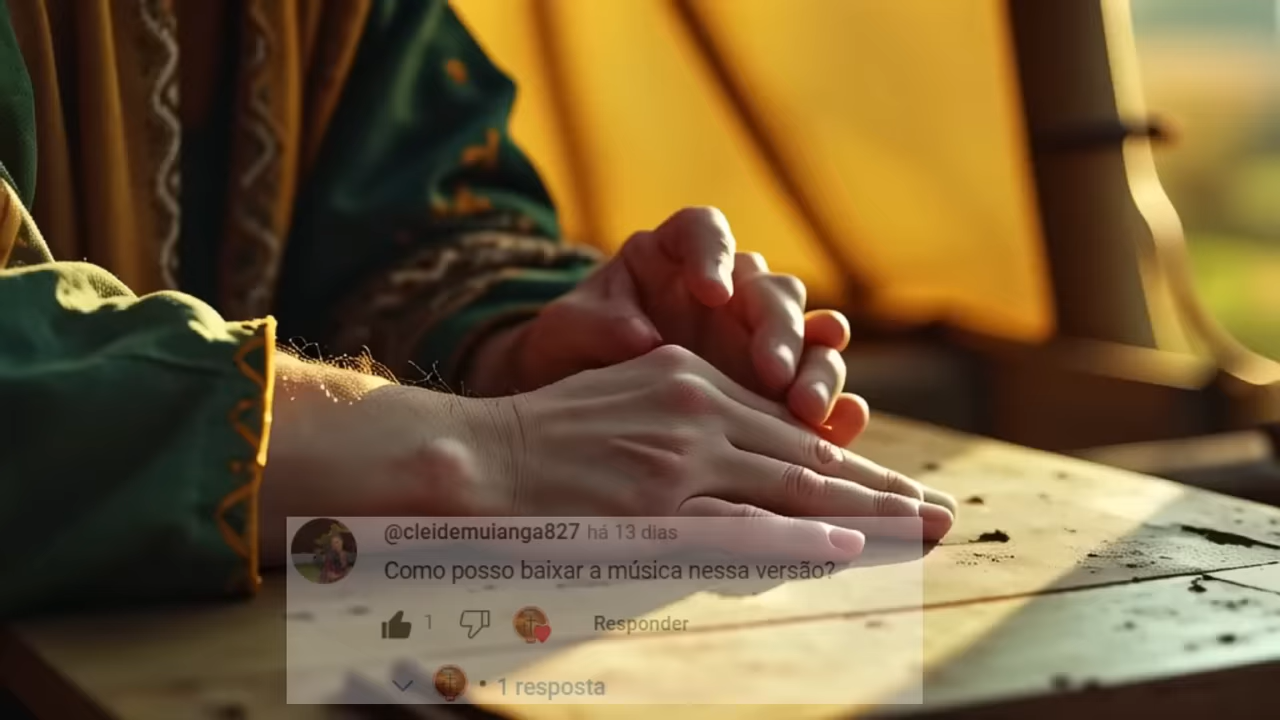 @cleidemuianga827 há 13 dias
Como posso baixar a música nessa versão?
1 Responder
• 1 resposta